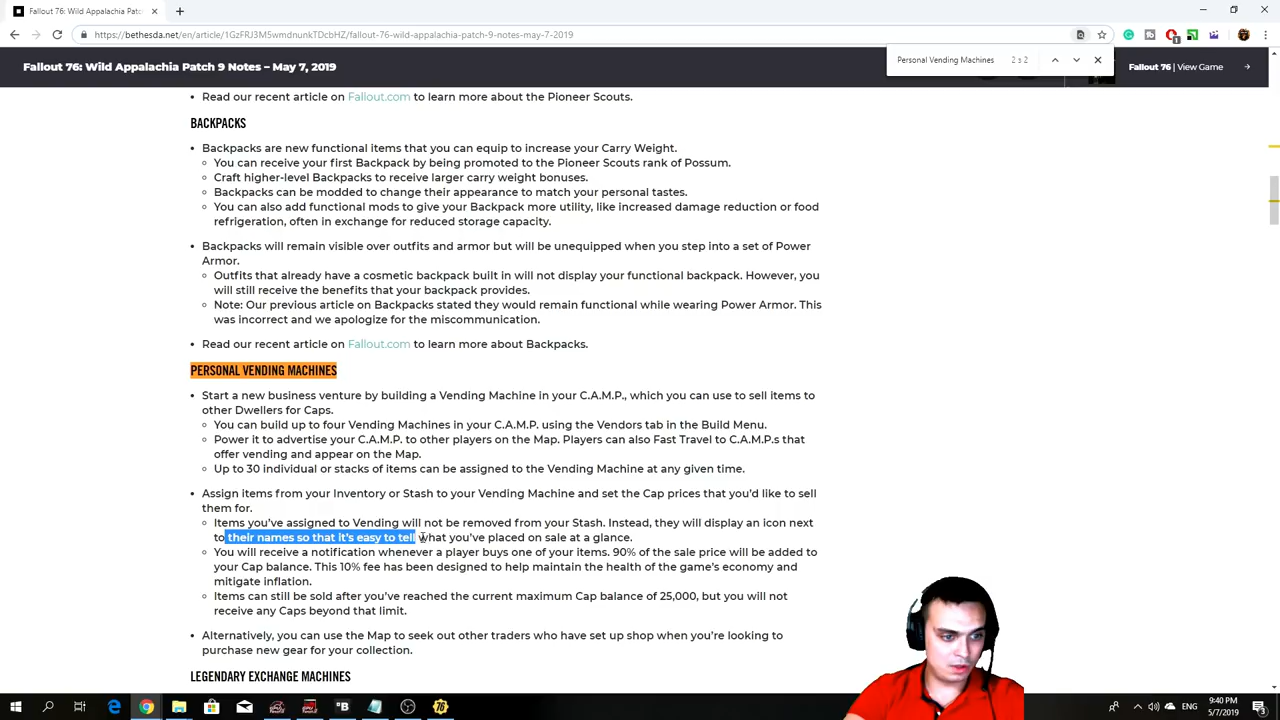 Fallout 76: Wild Appalachia Patc
https://bethesda.net/en/article/1GzFRJ3M5wmdnunkTDcbHZ/fallout-76-wild-appalachia-patch-9-notes-may-7-2019
Personal Vending Machines 2 з 2
Fallout 76: Wild Appalachia Patch 9 Notes – May 7, 2019
Fallout 76 | View Game
• Read our recent article on Fallout.com to learn more about the Pioneer Scouts.
BACKPACKS
• Backpacks are new functional items that you can equip to increase your Carry Weight.
○ You can receive your first Backpack by being promoted to the Pioneer Scouts rank of Possum.
○ Craft higher-level Backpacks to receive larger carry weight bonuses.
○ Backpacks can be modded to change their appearance to match your personal tastes.
○ You can also add functional mods to give your Backpack more utility, like increased damage reduction or food
refrigeration, often in exchange for reduced storage capacity.
• Backpacks will remain visible over outfits and armor but will be unequipped when you step into a set of Power
Armor.
○ Outfits that already have a cosmetic backpack built in will not display your functional backpack. However, you
will still receive the benefits that your backpack provides.
○ Note: Our previous article on Backpacks stated they would remain functional while wearing Power Armor. This
was incorrect and we apologize for the miscommunication.
• Read our recent article on Fallout.com to learn more about Backpacks.
PERSONAL VENDING MACHINES
• Start a new business venture by building a Vending Machine in your C.A.M.P., which you can use to sell items to
other Dwellers for Caps.
○ You can build up to four Vending Machines in your C.A.M.P. using the Vendors tab in the Build Menu.
○ Power it to advertise your C.A.M.P. to other players on the Map. Players can also Fast Travel to C.A.M.P.s that
offer vending and appear on the Map.
○ Up to 30 individual or stacks of items can be assigned to the Vending Machine at any given time.
• Assign items from your Inventory or Stash to your Vending Machine and set the Cap prices that you'd like to sell
them for.
○ Items you've assigned to Vending will not be removed from your Stash. Instead, they will display an icon next
to their names so that it's easy to tell what you've placed on sale at a glance.
○ You will receive a notification whenever a player buys one of your items. 90% of the sale price will be added to
your Cap balance. This 10% fee has been designed to help maintain the health of the game's economy and
mitigate inflation.
○ Items can still be sold after you've reached the current maximum Cap balance of 25,000, but you will not
receive any Caps beyond that limit.
• Alternatively, you can use the Map to seek out other traders who have set up shop when you're looking to
purchase new gear for your collection.
LEGENDARY EXCHANGE MACHINES
ENG
9:40 PM
5/7/2019
3
76
"B
1